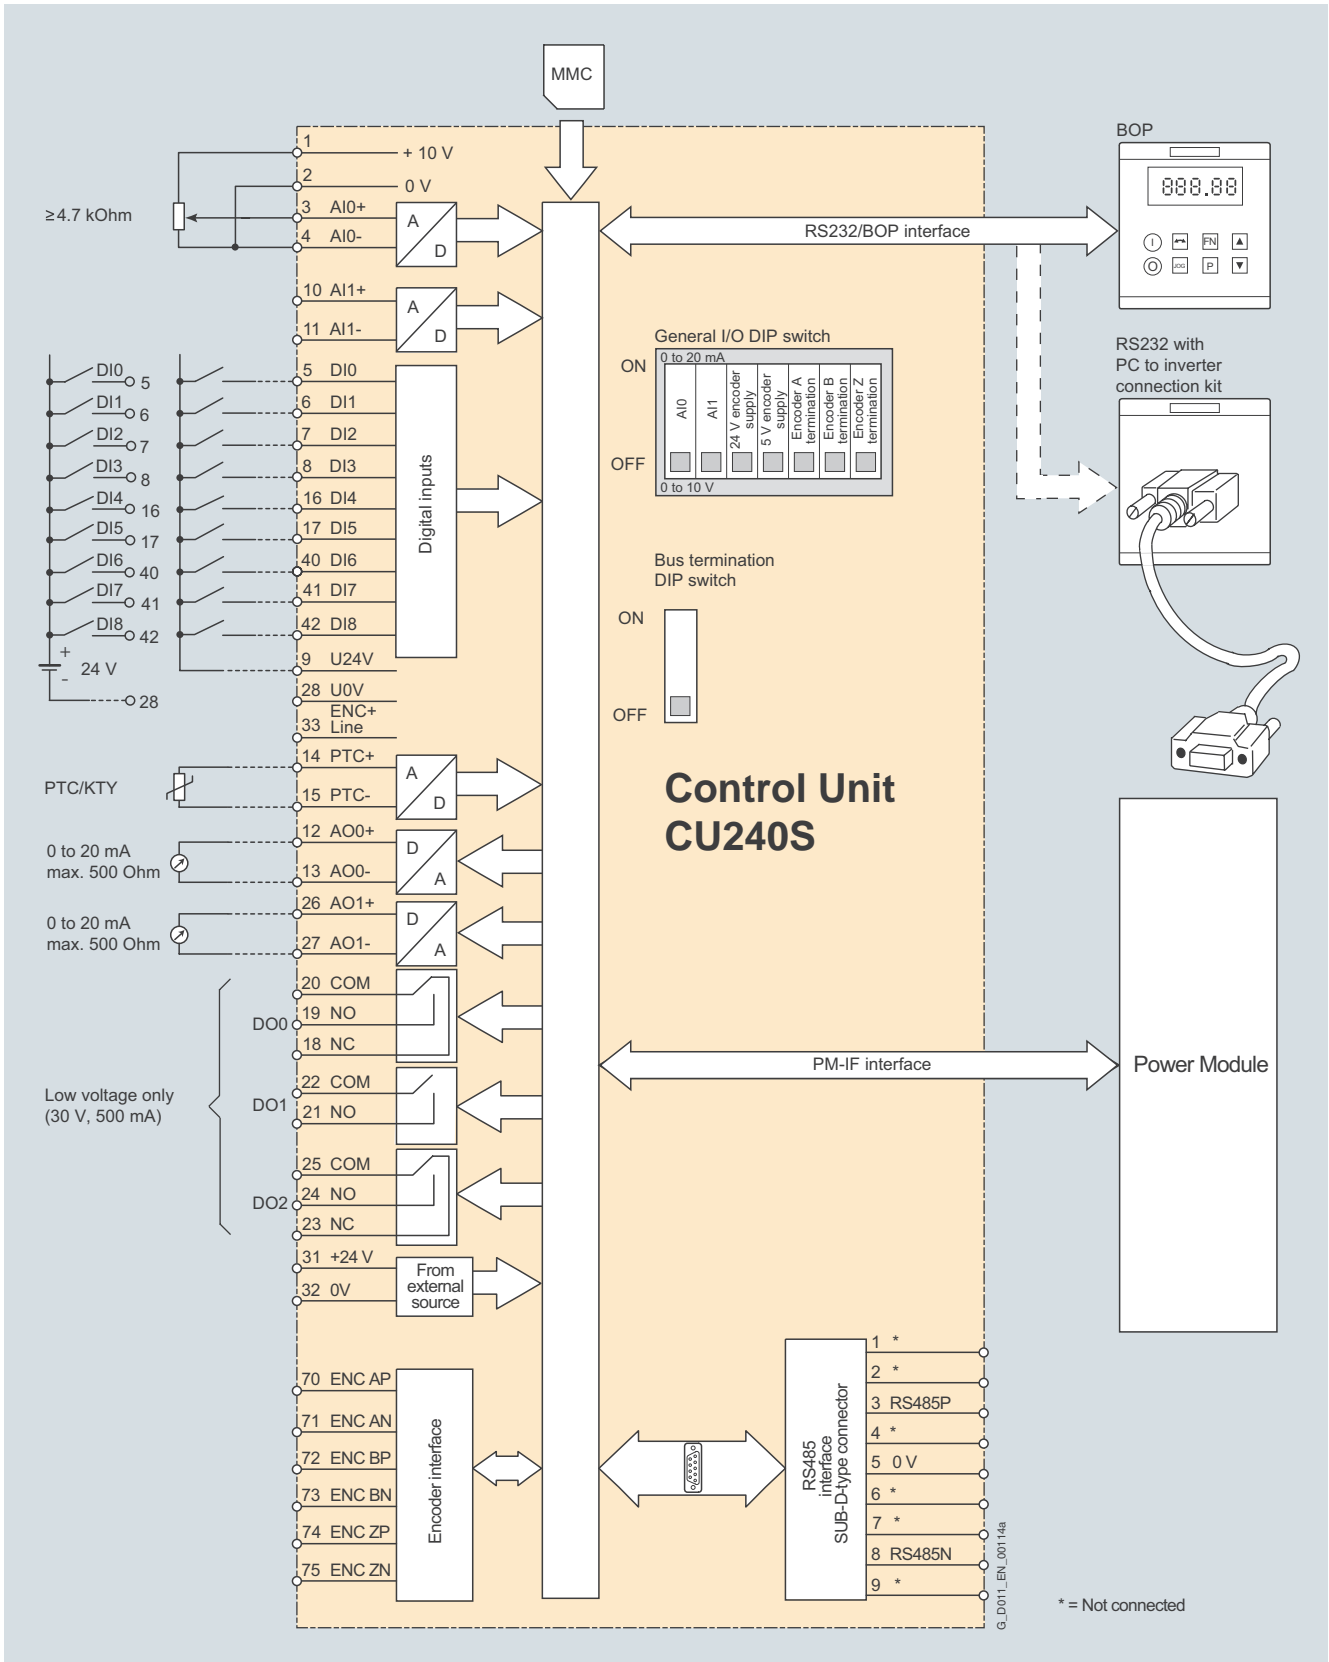 MMC
1
+ 10 V
2
0 V
≥4.7 kOhm
3 AI0+
4 AI0-
A
D
10 AI1+
11 AI1-
A
D
RS232/BOP interface
BOP
888.88
I
FN
O
JOG
P
RS232 with
PC to inverter
connection kit
General I/O DIP switch
ON
0 to 20 mA
AI0
AI1
24 V encoder
supply
5 V encoder
supply
Encoder A
termination
Encoder B
termination
Encoder Z
termination
OFF
0 to 10 V
Bus termination
DIP switch
ON
OFF
DI0 5
DI1 6
DI2 7
DI3 8
DI4 16
DI5 17
DI6 40
DI7 41
DI8 42
+
24 V
-
28
5 DI0
6 DI1
7 DI2
8 DI3
16 DI4
17 DI5
40 DI6
41 DI7
42 DI8
Digital inputs
9 U24V
28 U0V
33 ENC+
Line
Control Unit
CU240S
PTC/KTY
14 PTC+
15 PTC-
A
D
0 to 20 mA
max. 500 Ohm
12 AO0+
13 AO0-
D
A
0 to 20 mA
max. 500 Ohm
26 AO1+
27 AO1-
D
A
Low voltage only
(30 V, 500 mA)
DO0
20 COM
19 NO
18 NC
DO1
22 COM
21 NO
DO2
25 COM
24 NO
23 NC
PM-IF interface
Power Module
31 +24 V
32 0V
From
external
source
70 ENC AP
71 ENC AN
72 ENC BP
73 ENC BN
74 ENC ZP
75 ENC ZN
Encoder interface
RS485
interface
SUB-D-type connector
1 *
2 *
3 RS485P
4 *
5 0 V
6 *
7 *
8 RS485N
9 *
G_D011_EN_00114a
* = Not connected